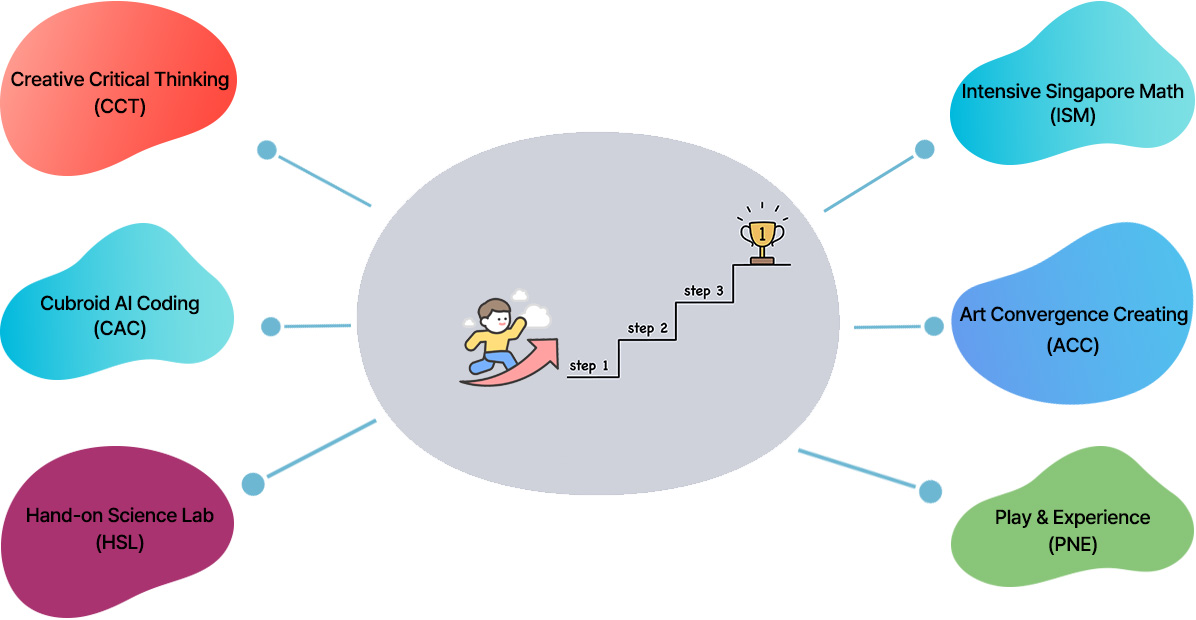 Creative Critical Thinking
(CCT)
Intensive Singapore Math
(ISM)
Cubroid AI Coding
(CAC)
1
step 3
step 2
step 1
Art Convergence Creating
(ACC)
Hand-on Science Lab
(HSL)
Play & Experience
(PNE)